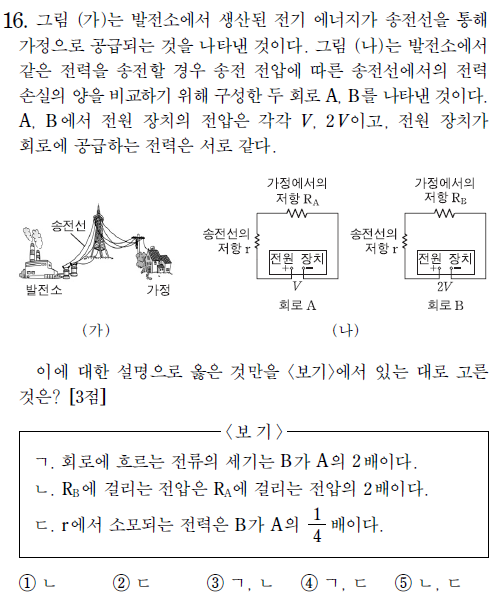 16. 그림 (가)는 발전소에서 생산된 전기 에너지가 송전선을 통해
가정으로 공급되는 것을 나타낸 것이다. 그림 (나)는 발전소에서
같은 전력을 송전할 경우 송전 전압에 따른 송전선에서의 전력
손실의 양을 비교하기 위해 구성한 두 회로 A, B를 나타낸 것이다.
A, B에서 전원 장치의 전압은 각각 V, 2V이고, 전원 장치가
회로에 공급하는 전력은 서로 같다.
송전선
발전소
가정
(가)
가정에서의
저항 R_A
송전선의
저항 r
전원 장치
+ −
V
회로 A
가정에서의
저항 R_B
송전선의
저항 r
전원 장치
+ −
2V
회로 B
(나)
이에 대한 설명으로 옳은 것만을 〈보기〉에서 있는 대로 고른
것은? [3점]
〈보 기〉
ㄱ. 회로에 흐르는 전류의 세기는 B가 A의 2배이다.
ㄴ. R_B에 걸리는 전압은 R_A에 걸리는 전압의 2배이다.
ㄷ. r에서 소모되는 전력은 B가 A의 1/4 배이다.
① ㄴ ② ㄷ ③ ㄱ, ㄴ ④ ㄱ, ㄷ ⑤ ㄴ, ㄷ